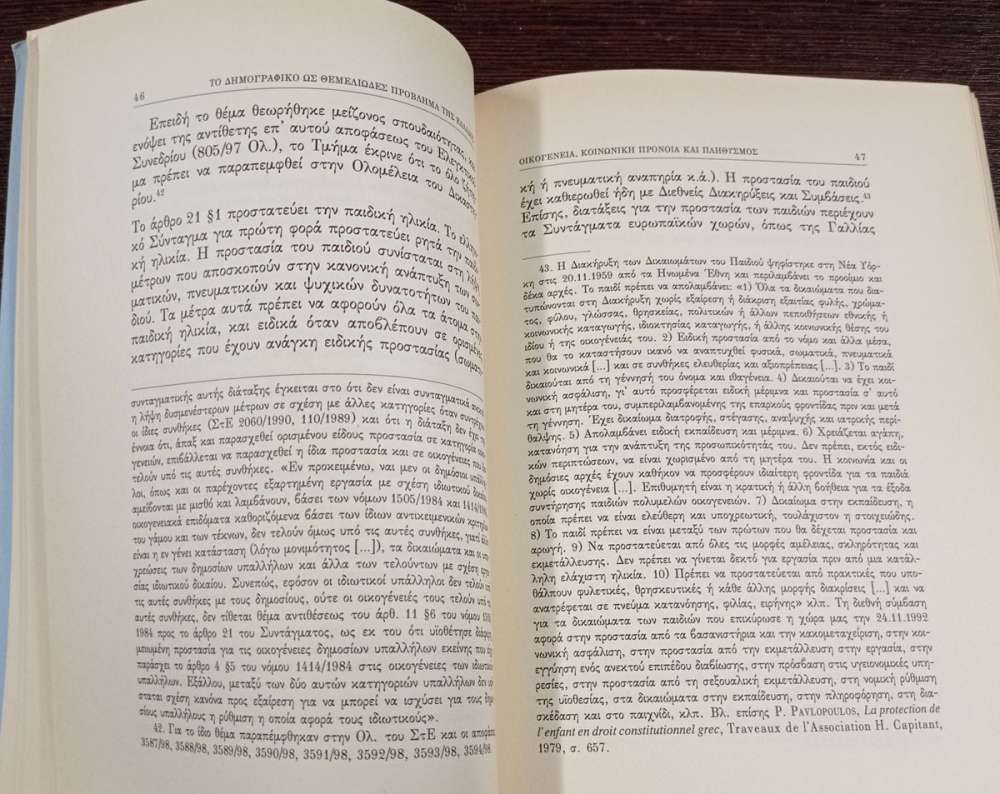 46
ΤΟ ΔΗΜΟΓΡΑΦΙΚΟ ΩΣ ΘΕΜΕΛΙΩΔΕΣ ΠΡΟΒΛΗΜΑ ΤΗΣ
Επειδή το θέμα θεωρήθηκε μείζονος σπουδαιότητας,
ενόψει της αντίθετης επ' αυτού αποφάσεως του
Συνεδρίου (805/97 Ολ.), το Τμήμα έκρινε ότι το όλο
μα πρέπει να παραπεμφθεί στην Ολομέλεια του
ρίου.42
Το άρθρο 21 §1 προστατεύει την παιδική ηλικία. Το
κό Σύνταγμα για πρώτη φορά προστατεύει ρητά την
κή ηλικία. Η προστασία του παιδιού συνίσταται στη
μέτρων που αποσκοπούν στην κανονική ανάπτυξη των
ματικών, πνευματικών και ψυχικών δυνατοτήτων του
διού. Τα μέτρα αυτά πρέπει να αφορούν όλα τα άτομα
παιδική ηλικία, και ειδικά όταν αποβλέπουν σε
κατηγορίες που έχουν ανάγκη ειδικής προστασίας
συνταγματικής αυτής διάταξης έγκειται στο ότι δεν είναι συνταγματικά
η λήψη δυσμενέστερων μέτρων σε σχέση με άλλες κατηγορίες όταν
οι ίδιες συνθήκες (ΣτΕ 2060/1990, 110/1989) και ότι η διάταξη δεν έχει
έννοια ότι, άπαξ και παρασχεθεί ορισμένου είδους προστασία σε κατηγορία
γενειών, επιβάλλεται να παρασχεθεί η ίδια προστασία και σε οικογένειες που
τελούν υπό τις αυτές συνθήκες. «Εν προκειμένω, ναι μεν οι δημόσιοι
λοι, όπως και οι παρέχοντες εξαρτημένη εργασία με σχέση ιδιωτικού
αμείβονται με μισθό και λαμβάνουν, βάσει των νόμων 1505/1984 και
οικογενειακά επιδόματα καθοριζόμενα βάσει των ίδιων αντικειμενικών
του γάμου και των τέκνων, δεν τελούν όμως υπό τις αυτές συνθήκες, γιατί
είναι η εν γένει κατάσταση (λόγω μονιμότητος [...]), τα δικαιώματα και οι
χρεώσεις των δημοσίων υπαλλήλων και άλλα των τελούντων με σχέση
σίας ιδιωτικού δικαίου. Συνεπώς, εφόσον οι ιδιωτικοί υπάλληλοι δεν τελούν
τις αυτές συνθήκες με τους δημοσίους, ούτε οι οικογένειές τους τελούν υπό
αυτές συνθήκες, δεν τίθεται θέμα αντιθέσεως του άρθ. 11 §6 του νόμου
1984 προς το άρθρο 21 του Συντάγματος, ως εκ του ότι υιοθέτησε
μειωμένη προστασία για τις οικογένειες δημοσίων υπαλλήλων εκείνης που
παράσχει το άρθρο 4 §5 του νόμου 1414/1984 στις οικογένειες των
υπαλλήλων. Εξάλλου, μεταξύ των δύο αυτών κατηγοριών υπαλλήλων δεν
σταται σχέση κανόνα προς εξαίρεση για να μπορεί να ισχύσει για τους
σίους υπαλλήλους η ρύθμιση η οποία αφορά τους ιδιωτικούς».
42. Για το ίδιο θέμα παραπέμφθηκαν στην Ολ. του ΣτΕ και οι
3587/98, 3588/98, 3589/98, 3590/98, 3591/98, 3592/98, 3593/98, 3594/98.
ΟΙΚΟΓΕΝΕΙΑ, ΚΟΙΝΩΝΙΚΗ ΠΡΟΝΟΙΑ ΚΑΙ ΠΛΗΘΥΣΜΟΣ 47
κή ή πνευματική αναπηρία κ.ά.). Η προστασία του παιδιού
έχει καθιερωθεί ήδη με Διεθνείς Διακηρύξεις και Συμβάσεις.43
Επίσης, διατάξεις για την προστασία των παιδιών περιέχουν
τα Συντάγματα ευρωπαϊκών χωρών, όπως της Γαλλίας
43. Η Διακήρυξη των Δικαιωμάτων του Παιδιού ψηφίστηκε στη Νέα Υόρ-
κη στις 20.11.1959 από τα Ηνωμένα Έθνη και περιλαμβάνει το προοίμιο και
δέκα αρχές. Το παιδί πρέπει να απολαμβάνει: «1) Όλα τα δικαιώματα που δια-
τυπώνονται στη Διακήρυξη χωρίς εξαίρεση ή διάκριση εξαιτίας φυλής, χρώμα-
τος, φύλου, γλώσσας, θρησκείας, πολιτικών ή άλλων πεποιθήσεων εθνικής ή
κοινωνικής καταγωγής, ιδιοκτησίας καταγωγής, ή άλλης κοινωνικής θέσης του
ιδίου ή της οικογένειάς του. 2) Ειδική προστασία από το νόμο και άλλα μέσα,
που θα το καταστήσουν ικανό να αναπτυχθεί φυσικά, σωματικά, πνευματικά
και κοινωνικά [...] και σε συνθήκες ελευθερίας και αξιοπρέπειας [...]. 3) Το παιδί
δικαιούται από τη γέννησή του όνομα και ιθαγένεια. 4) Δικαιούται να έχει κοι-
νωνική ασφάλιση, γι' αυτό προσφέρεται ειδική μέριμνα και προστασία σ' αυτό
και στη μητέρα του, συμπεριλαμβανομένης της επαρκούς φροντίδας πριν και μετά
τη γέννηση. Έχει δικαίωμα διατροφής, στέγασης, αναψυχής και ιατρικής περί-
θαλψης. 5) Απολαμβάνει ειδική εκπαίδευση και μέριμνα. 6) Χρειάζεται αγάπη,
κατανόηση για την ανάπτυξη της προσωπικότητάς του. Δεν πρέπει, εκτός ειδι-
κών περιπτώσεων, να είναι χωρισμένο από τη μητέρα του. Η κοινωνία και οι
δημόσιες αρχές έχουν καθήκον να προσφέρουν ιδιαίτερη φροντίδα για τα παιδιά
χωρίς οικογένεια [...]. Επιθυμητή είναι η κρατική ή άλλη βοήθεια για τα έξοδα
συντήρησης παιδιών πολυμελών οικογενειών. 7) Δικαίωμα στην εκπαίδευση, η
οποία πρέπει να είναι ελεύθερη και υποχρεωτική, τουλάχιστον η στοιχειώδης.
8) Το παιδί πρέπει να είναι μεταξύ των πρώτων που θα δέχεται προστασία και
αρωγή. 9) Να προστατεύεται από όλες τις μορφές αμέλειας, σκληρότητας και
εκμετάλλευσης. Δεν πρέπει να γίνεται δεκτό για εργασία πριν από μια κατάλ-
ληλη ελάχιστη ηλικία. 10) Πρέπει να προστατεύεται από πρακτικές που υπο-
θάλπουν φυλετικές, θρησκευτικές ή κάθε άλλης μορφής διακρίσεις [...] και να
ανατρέφεται σε πνεύμα κατανόησης, φιλίας, ειρήνης» κλπ. Τη διεθνή σύμβαση
για τα δικαιώματα των παιδιών που επικύρωσε η χώρα μας την 24.11.1992
αφορά στην προστασία από τα βασανιστήρια και την κακομεταχείριση, στην κοι-
νωνική ασφάλιση, στην προστασία από την εκμετάλλευση στην εργασία, στην
εγγύηση ενός ανεκτού επιπέδου διαβίωσης, στην πρόσβαση στις υγειονομικές υπη-
ρεσίες, στην προστασία από τη σεξουαλική εκμετάλλευση, στη νομική ρύθμιση
της υϊοθεσίας, στα δικαιώματα στην εκπαίδευση, στην πληροφόρηση, στη δια-
σκέδαση και στο παιχνίδι, κλπ. Βλ. επίσης P. PAVLOPOULOS, La protection de
l'enfant en droit constitutionnel grec, Traveaux de l'Association H. Capitant,
1979, σ. 657.